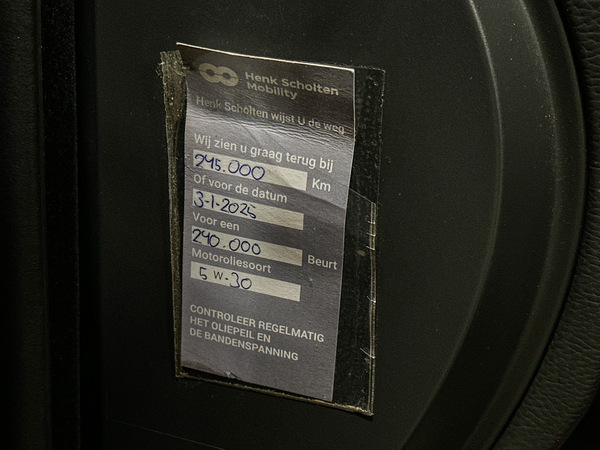 Henk Scholten
Mobility
Henk Scholten wijst U de weg
Wij zien u graag terug bij
245.000 Km
Of voor de datum
3-1-2025
Voor een
240.000 Beurt
Motoroliesoort
5 W-30
CONTROLEER REGELMATIG
HET OLIEPEIL EN
DE BANDENSPANNING